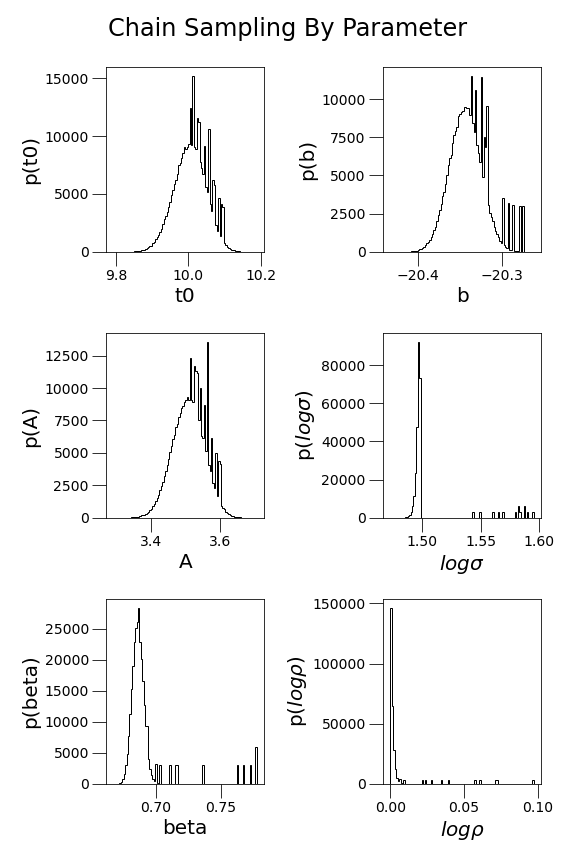 Chain Sampling By Parameter
p(t0)
15000
10000
5000
0
9.8 10.0 10.2
t0
p(b)
10000
7500
5000
2500
0
−20.4 −20.3
b
p(A)
12500
10000
7500
5000
2500
0
3.4 3.6
A
p(logσ)
80000
60000
40000
20000
0
1.50 1.55 1.60
logσ
p(beta)
25000
20000
15000
10000
5000
0
0.70 0.75
beta
p(logρ)
150000
100000
50000
0
0.00 0.05 0.10
logρ